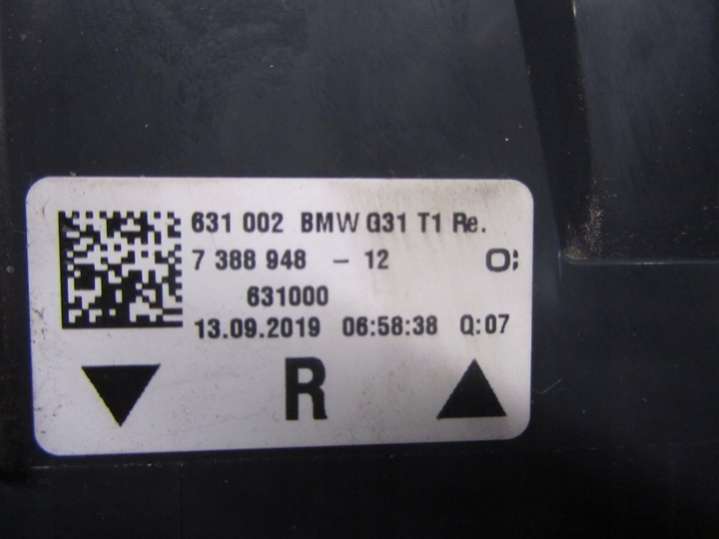 631 002 BMW G31 T1 Re.
7 388 948 - 12 O;
631000
13.09.2019 06:58:38 Q:07
R